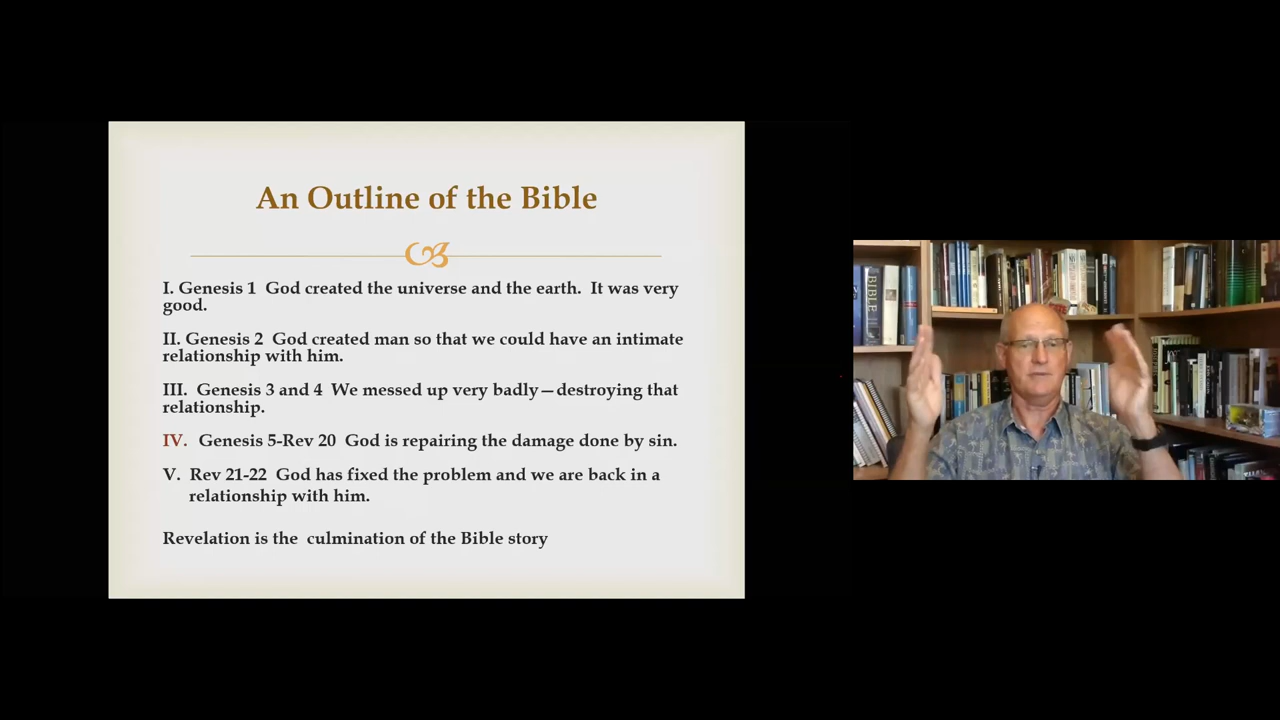 An Outline of the Bible
I. Genesis 1 God created the universe and the earth. It was very
good.
II. Genesis 2 God created man so that we could have an intimate
relationship with him.
III. Genesis 3 and 4 We messed up very badly—destroying that
relationship.
IV. Genesis 5-Rev 20 God is repairing the damage done by sin.
V. Rev 21-22 God has fixed the problem and we are back in a
relationship with him.
Revelation is the culmination of the Bible story
BIBLE